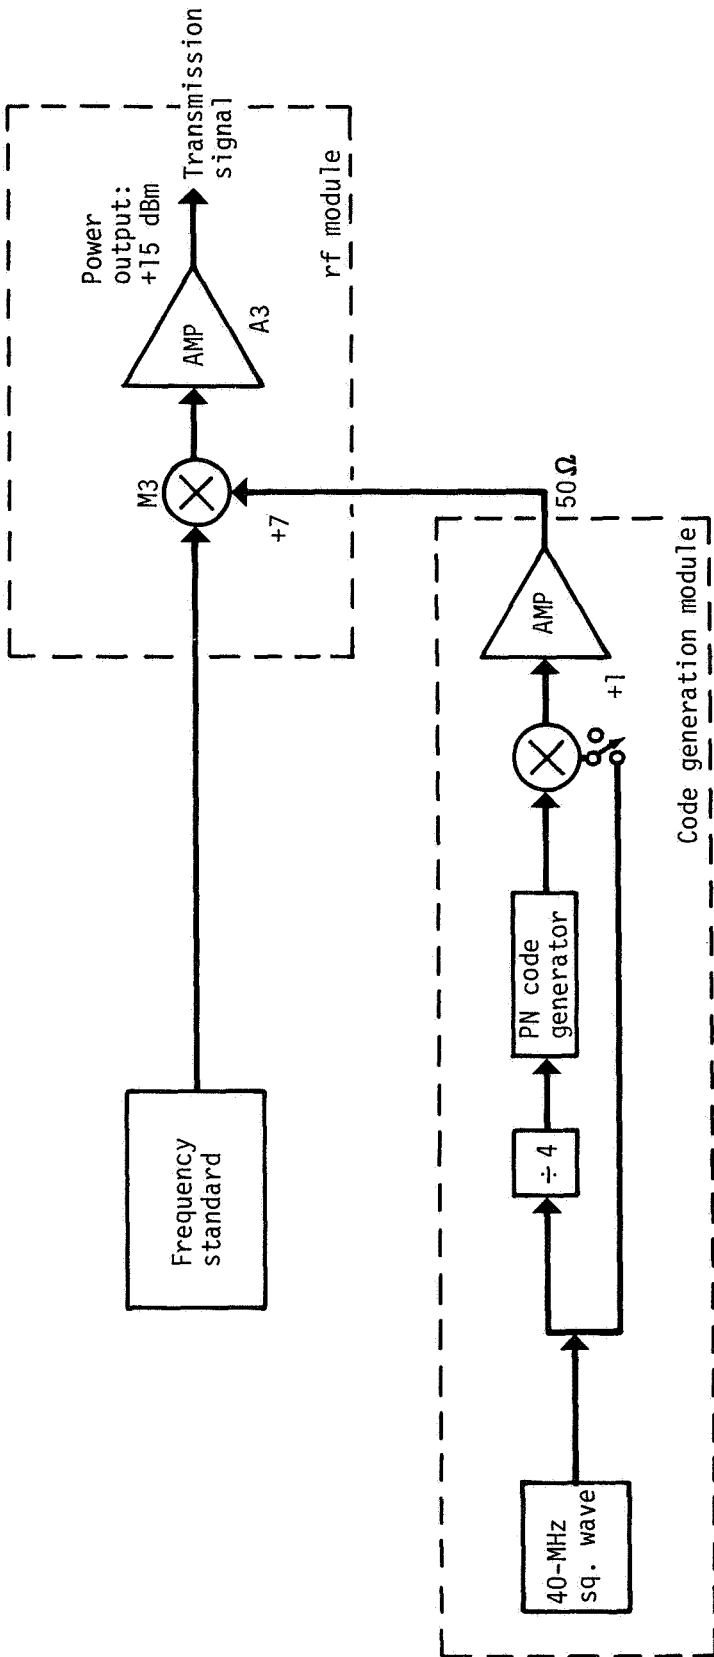 Frequency
standard
M3
+7
AMP
A3
Power
output:
+15 dBm
Transmission
signal
rf module
40-MHz
sq. wave
÷ 4
PN code
generator
+1
AMP
50Ω
Code generation module